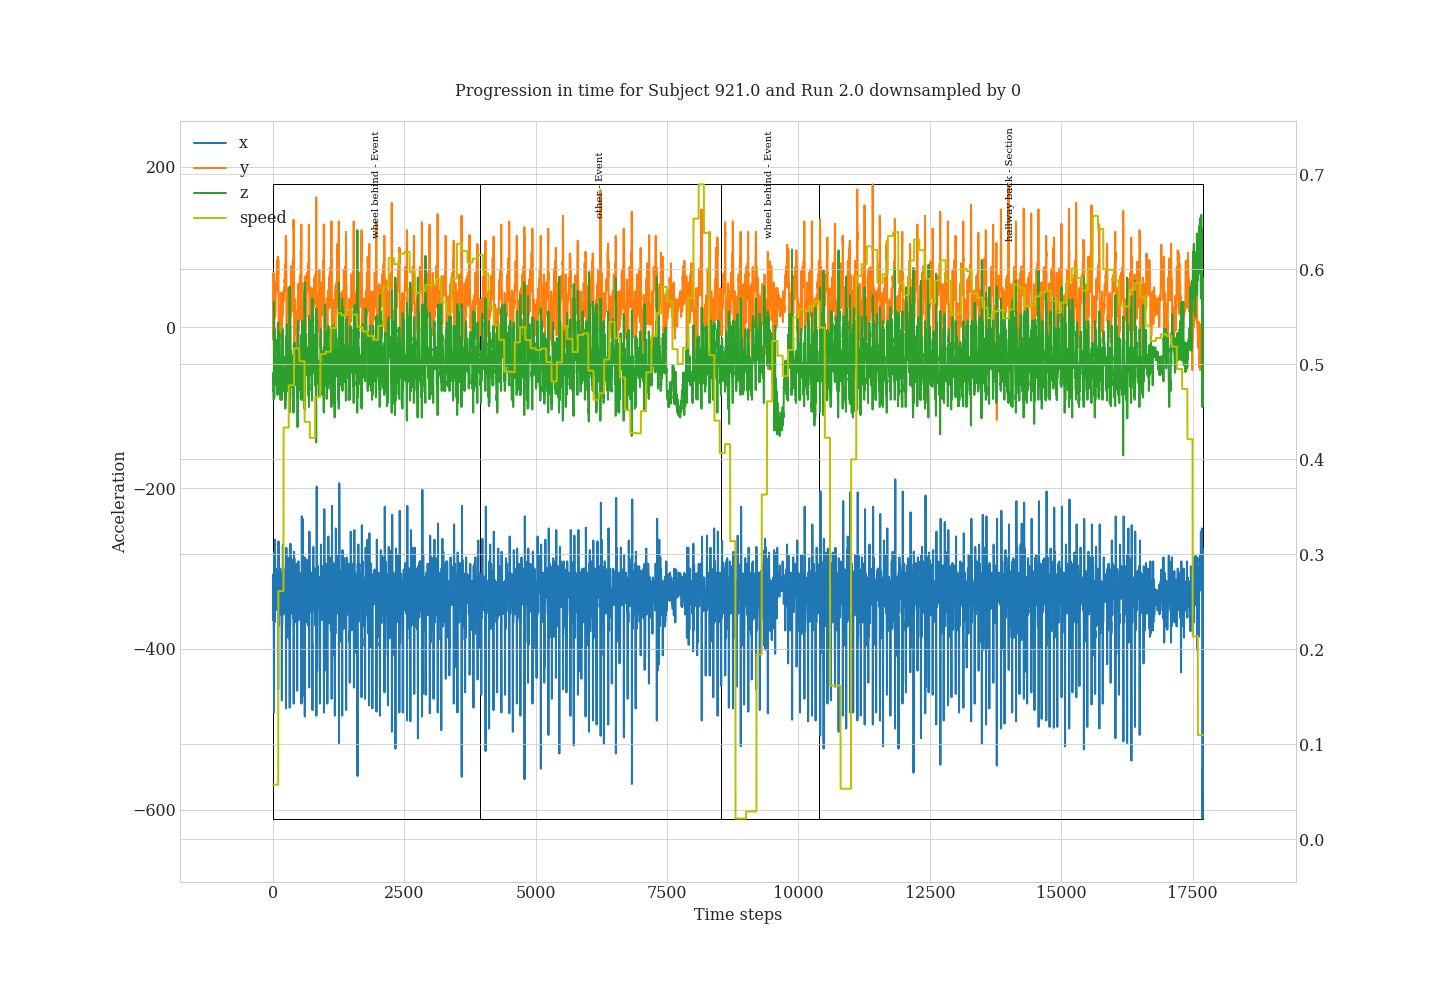 Progression in time for Subject 921.0 and Run 2.0 downsampled by 0
x
y
z
speed
wheel behind - Event
other - Event
wheel behind - Event
hallway back - Section
200
0
−200
−400
−600
Acceleration
0.7
0.6
0.5
0.4
0.3
0.2
0.1
0.0
0 2500 5000 7500 10000 12500 15000 17500
Time steps